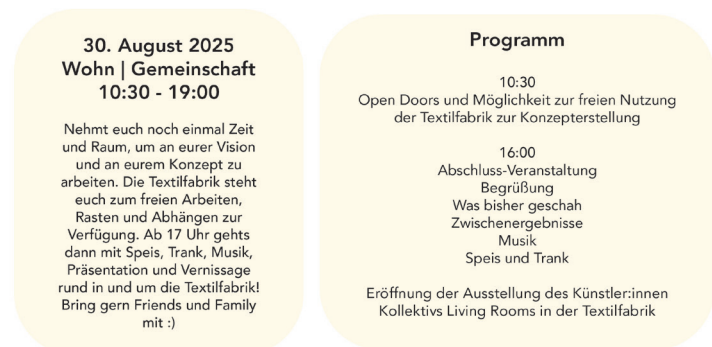 30. August 2025
Wohn | Gemeinschaft
10:30 - 19:00
Nehmt euch noch einmal Zeit
und Raum, um an eurer Vision
und an eurem Konzept zu
arbeiten. Die Textilfabrik steht
euch zum freien Arbeiten,
Rasten und Abhängen zur
Verfügung. Ab 17 Uhr gehts
dann mit Speis, Trank, Musik,
Präsentation und Vernissage
rund in und um die Textilfabrik!
Bring gern Friends und Family
mit :)
Programm
10:30
Open Doors und Möglichkeit zur freien Nutzung
der Textilfabrik zur Konzepterstellung
16:00
Abschluss-Veranstaltung
Begrüßung
Was bisher geschah
Zwischenergebnisse
Musik
Speis und Trank
Eröffnung der Ausstellung des Künstler:innen
Kollektivs Living Rooms in der Textilfabrik